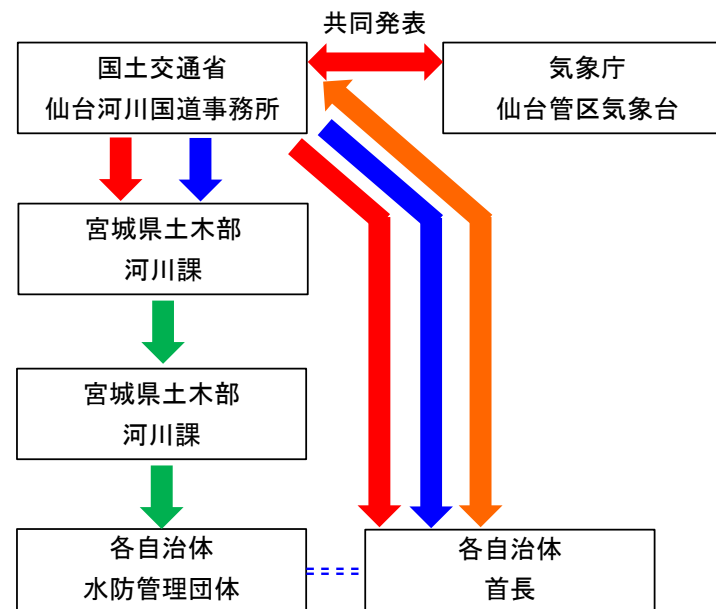 共同発表
国土交通省
仙台河川国道事務所
気象庁
仙台管区気象台
宮城県土木部
河川課
宮城県土木部
河川課
各自治体
水防管理団体
各自治体
首長